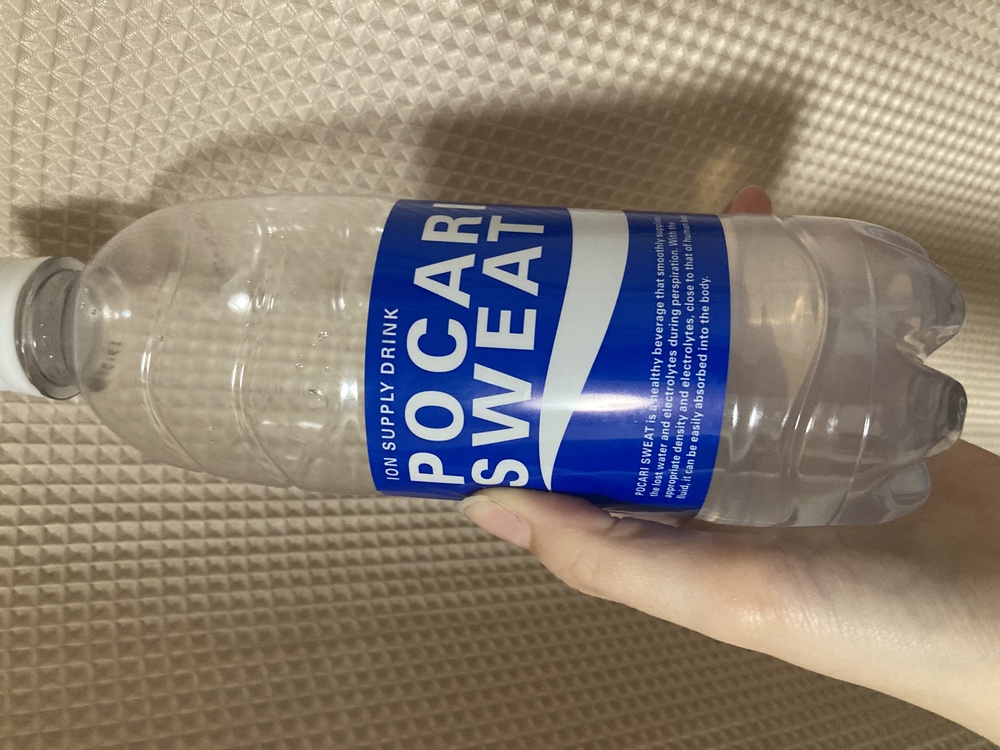 ION SUPPLY DRINK
POCARI
SWEAT
POCARI SWEAT is a healthy beverage that smoothly supplies
the lost water and electrolytes during perspiration. With the
appropriate density and electrolytes, close to that of human
fluid, it can be easily absorbed into the body.